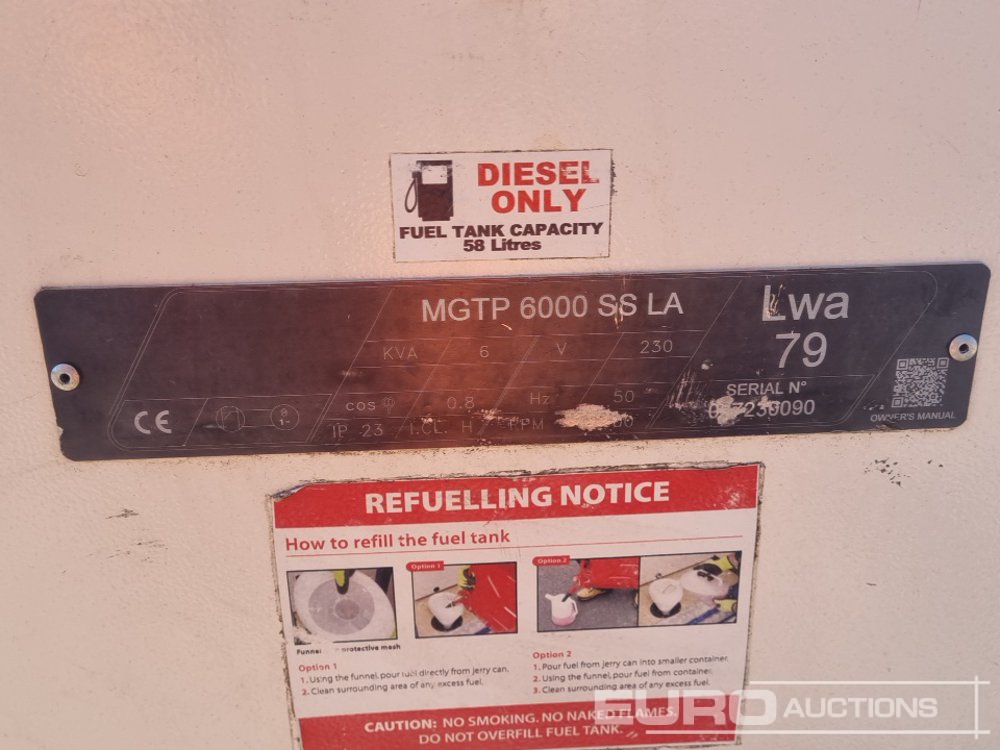 DIESEL
ONLY
FUEL TANK CAPACITY
58 Litres
MGTP 6000 SS LA
Lwa
79
KVA 6 V 230
cos φ 0.8 Hz 50
IP 23 I.CL. H RPM
SERIAL N°
CE
OWNER'S MANUAL
REFUELLING NOTICE
How to refill the fuel tank
Option 1
Option 2
protective mesh
Option 1
1. Using the funnel, pour fuel directly from jerry can.
2. Clean surrounding area of any excess fuel.
Option 2
1. Pour fuel from jerry can into smaller container.
2. Using the funnel, pour fuel from container.
3. Clean surrounding area of any excess fuel.
CAUTION: NO SMOKING. NO NAKED FLAMES.
DO NOT OVERFILL FUEL TANK.
EURO AUCTIONS